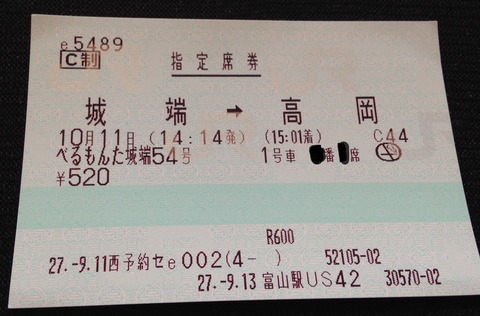 e5489
C制
指定席券
城端 → 高岡
10月11日 (14:14発) (15:01着) C44
べるもんた城端54号 1号車 番 席
¥520
R600
27.-9.11西予約セe002(4- ) 52105-02
27.-9.13 富山駅US42 30570-02